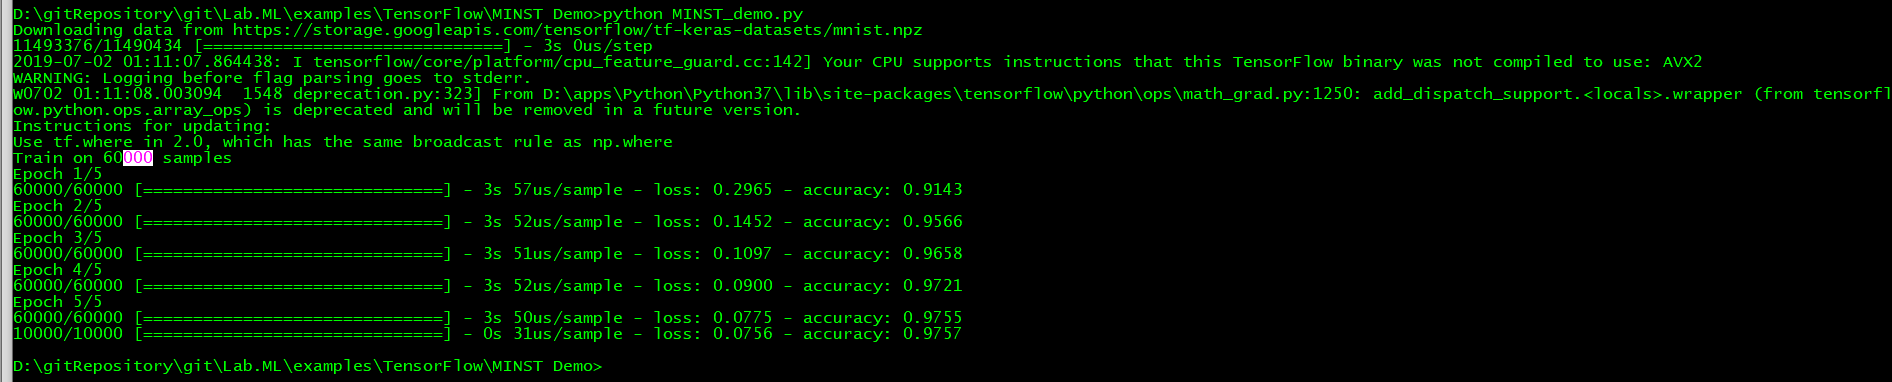 D:\gitRepository\git\Lab.ML\examples\TensorFlow\MINST Demo>python MINST_demo.py
Downloading data from https://storage.googleapis.com/tensorflow/tf-keras-datasets/mnist.npz
11493376/11490434 [==============================] - 3s 0us/step
2019-07-02 01:11:07.864438: I tensorflow/core/platform/cpu_feature_guard.cc:142] Your CPU supports instructions that this TensorFlow binary was not compiled to use: AVX2
WARNING: Logging before flag parsing goes to stderr.
W0702 01:11:08.003094  1548 deprecation.py:323] From D:\apps\Python\Python37\lib\site-packages\tensorflow\python\ops\math_grad.py:1250: add_dispatch_support.<locals>.wrapper (from tensorfl
ow.python.ops.array_ops) is deprecated and will be removed in a future version.
Instructions for updating:
Use tf.where in 2.0, which has the same broadcast rule as np.where
Train on 60000 samples
Epoch 1/5
60000/60000 [==============================] - 3s 57us/sample - loss: 0.2965 - accuracy: 0.9143
Epoch 2/5
60000/60000 [==============================] - 3s 52us/sample - loss: 0.1452 - accuracy: 0.9566
Epoch 3/5
60000/60000 [==============================] - 3s 51us/sample - loss: 0.1097 - accuracy: 0.9658
Epoch 4/5
60000/60000 [==============================] - 3s 52us/sample - loss: 0.0900 - accuracy: 0.9721
Epoch 5/5
60000/60000 [==============================] - 3s 50us/sample - loss: 0.0775 - accuracy: 0.9755
10000/10000 [==============================] - 0s 31us/sample - loss: 0.0756 - accuracy: 0.9757
D:\gitRepository\git\Lab.ML\examples\TensorFlow\MINST Demo>